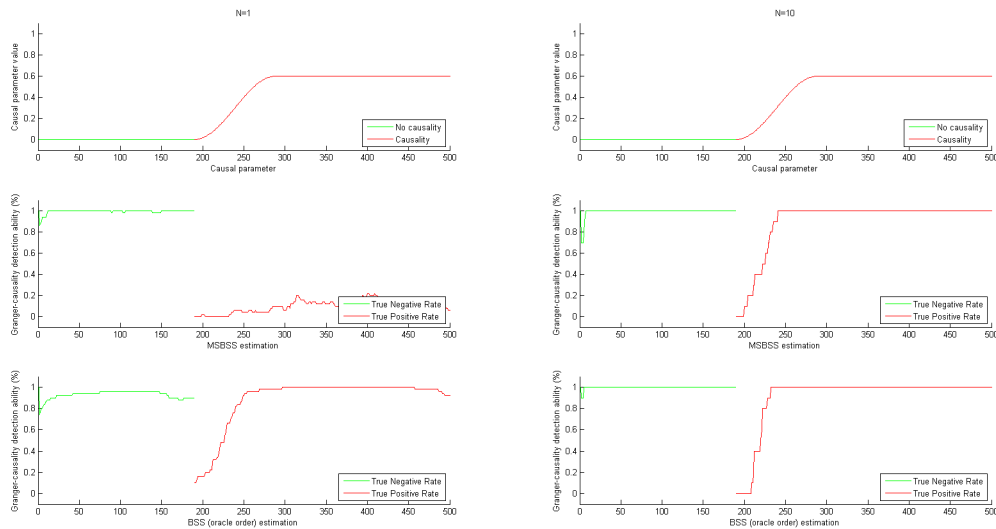 N=1
Causal parameter value
1
0.8
0.6
0.4
0.2
0
0 50 100 150 200 250 300 350 400 450 500
No causality
Causality
Causal parameter
Granger-causality detection ability (%)
1
0.8
0.6
0.4
0.2
0
0 50 100 150 200 250 300 350 400 450 500
True Negative Rate
True Positive Rate
MSBSS estimation
Granger-causality detection ability (%)
1
0.8
0.6
0.4
0.2
0
0 50 100 150 200 250 300 350 400 450 500
True Negative Rate
True Positive Rate
BSS (oracle order) estimation
N=10
Causal parameter value
1
0.8
0.6
0.4
0.2
0
0 50 100 150 200 250 300 350 400 450 500
No causality
Causality
Causal parameter
Granger-causality detection ability (%)
1
0.8
0.6
0.4
0.2
0
0 50 100 150 200 250 300 350 400 450 500
True Negative Rate
True Positive Rate
MSBSS estimation
Granger-causality detection ability (%)
1
0.8
0.6
0.4
0.2
0
0 50 100 150 200 250 300 350 400 450 500
True Negative Rate
True Positive Rate
BSS (oracle order) estimation